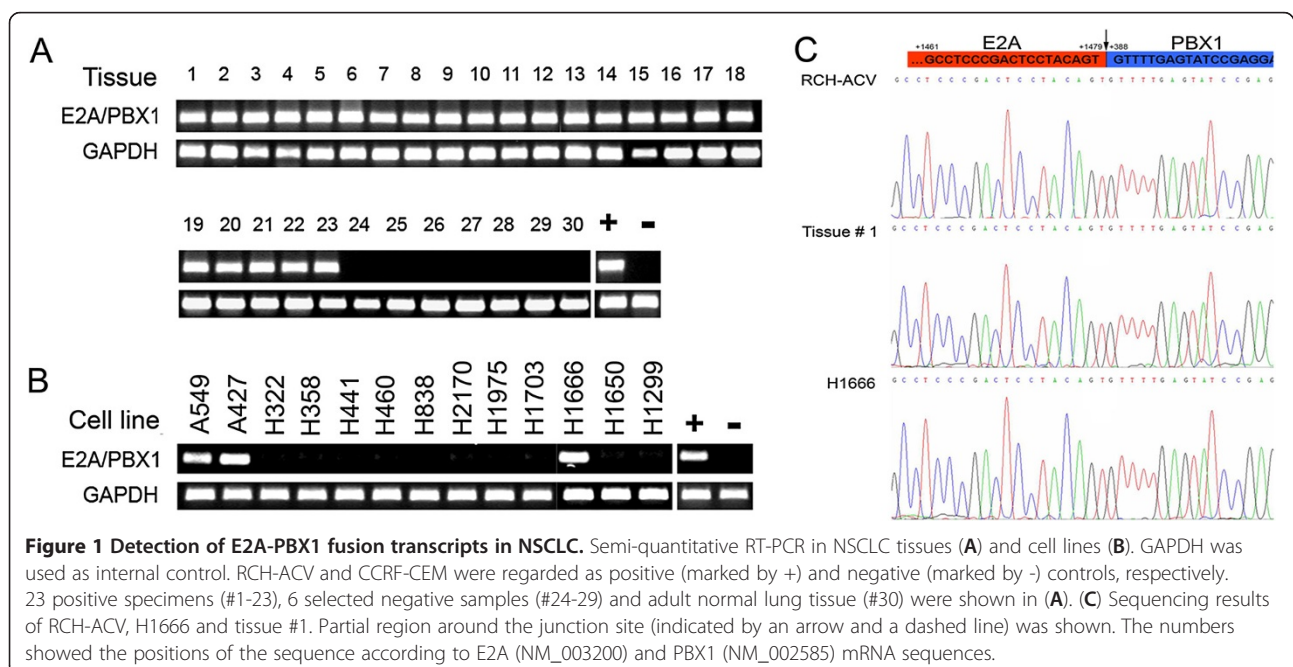 A
Tissue 1 2 3 4 5 6 7 8 9 10 11 12 13 14 15 16 17 18
E2A/PBX1
GAPDH
19 20 21 22 23 24 25 26 27 28 29 30 + -
B
Cell line A549 A427 H322 H358 H441 H460 H838 H2170 H1975 H1703 H1666 H1650 H1299 + -
E2A/PBX1
GAPDH
C
+1461 E2A +1479 +388 PBX1
...GCCTCCCGACTCCTACAGT GTTTTGAGTATCCGAGGA
RCH-ACV
G C C T C C C G A C T C C T A C A G T G T T T T G A G T A T C C G A G
Tissue # 1
G C C T C C C G A C T C C T A C A G T G T T T T G A G T A T C C G A G
H1666
G C C T C C C G A C T C C T A C A G T G T T T T G A G T A T C C G A G
Figure 1 Detection of E2A-PBX1 fusion transcripts in NSCLC. Semi-quantitative RT-PCR in NSCLC tissues (A) and cell lines (B). GAPDH was
used as internal control. RCH-ACV and CCRF-CEM were regarded as positive (marked by +) and negative (marked by -) controls, respectively.
23 positive specimens (#1-23), 6 selected negative samples (#24-29) and adult normal lung tissue (#30) were shown in (A). (C) Sequencing results
of RCH-ACV, H1666 and tissue #1. Partial region around the junction site (indicated by an arrow and a dashed line) was shown. The numbers
showed the positions of the sequence according to E2A (NM_003200) and PBX1 (NM_002585) mRNA sequences.